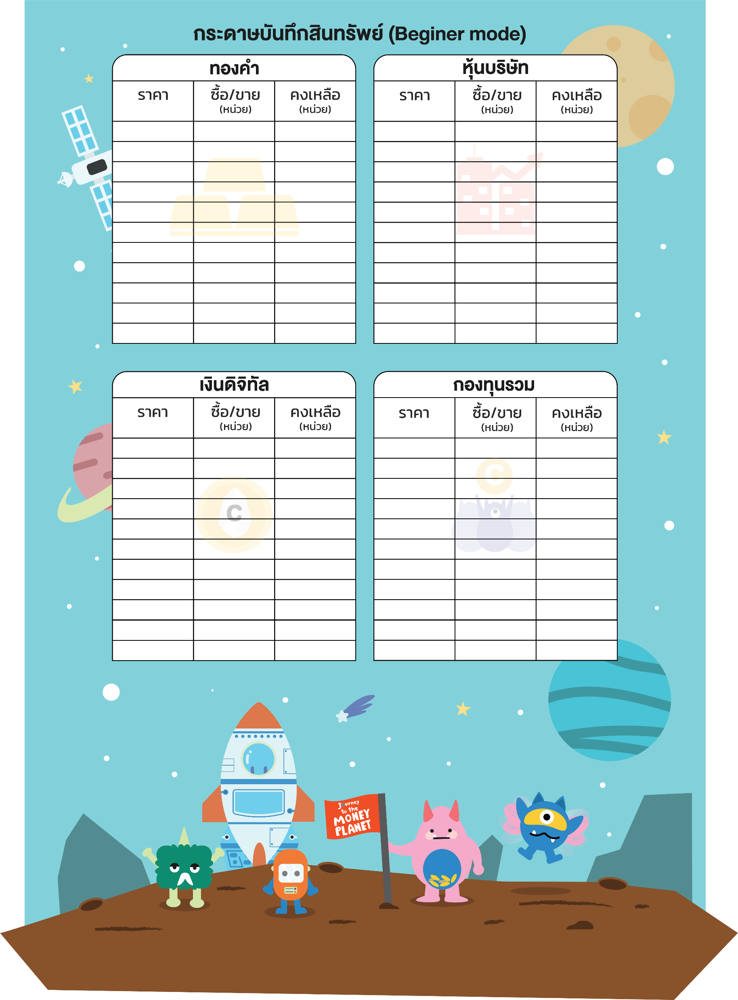 กระดาษบันทึกสินทรัพย์ (Beginer mode)
ทองคำ
ราคา ซื้อ/ขาย คงเหลือ
(หน่วย) (หน่วย)
หุ้นบริษัท
ราคา ซื้อ/ขาย คงเหลือ
(หน่วย) (หน่วย)
เงินดิจิทัล
ราคา ซื้อ/ขาย คงเหลือ
(หน่วย) (หน่วย)
C
กองทุนรวม
ราคา ซื้อ/ขาย คงเหลือ
(หน่วย) (หน่วย)
C
Journey
to the
MONEY
PLANET